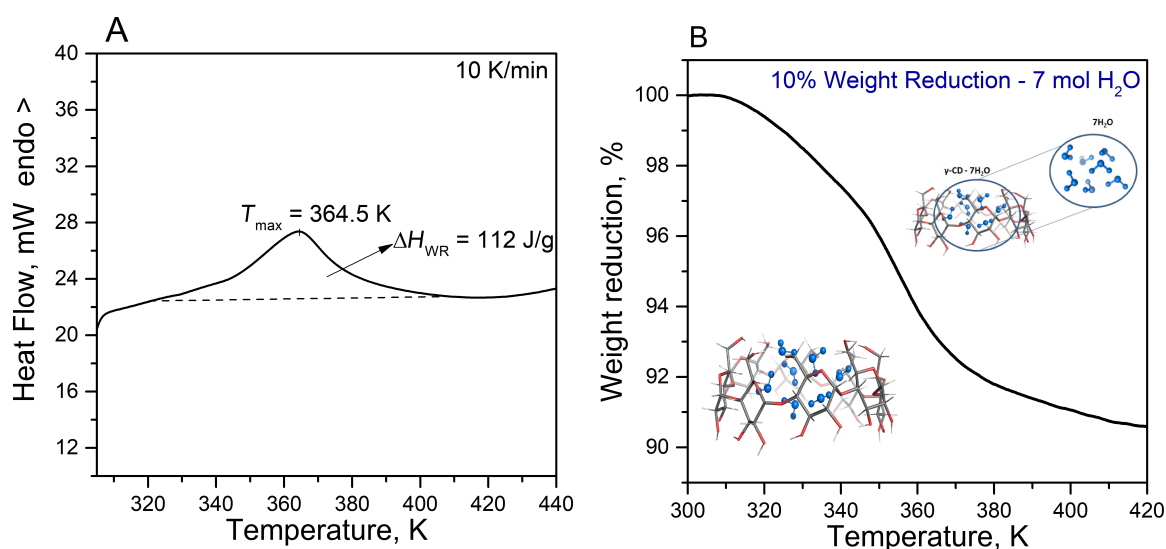 A
10 K/min
Heat Flow, mW endo >
40
36
32
28
24
20
16
12
T_max = 364.5 K
ΔH_WR = 112 J/g
320 340 360 380 400 420 440
Temperature, K
B
10% Weight Reduction - 7 mol H₂O
Weight reduction, %
100
98
96
94
92
90
7H₂O
γ-CD - 7H₂O
300 320 340 360 380 400 420
Temperature, K